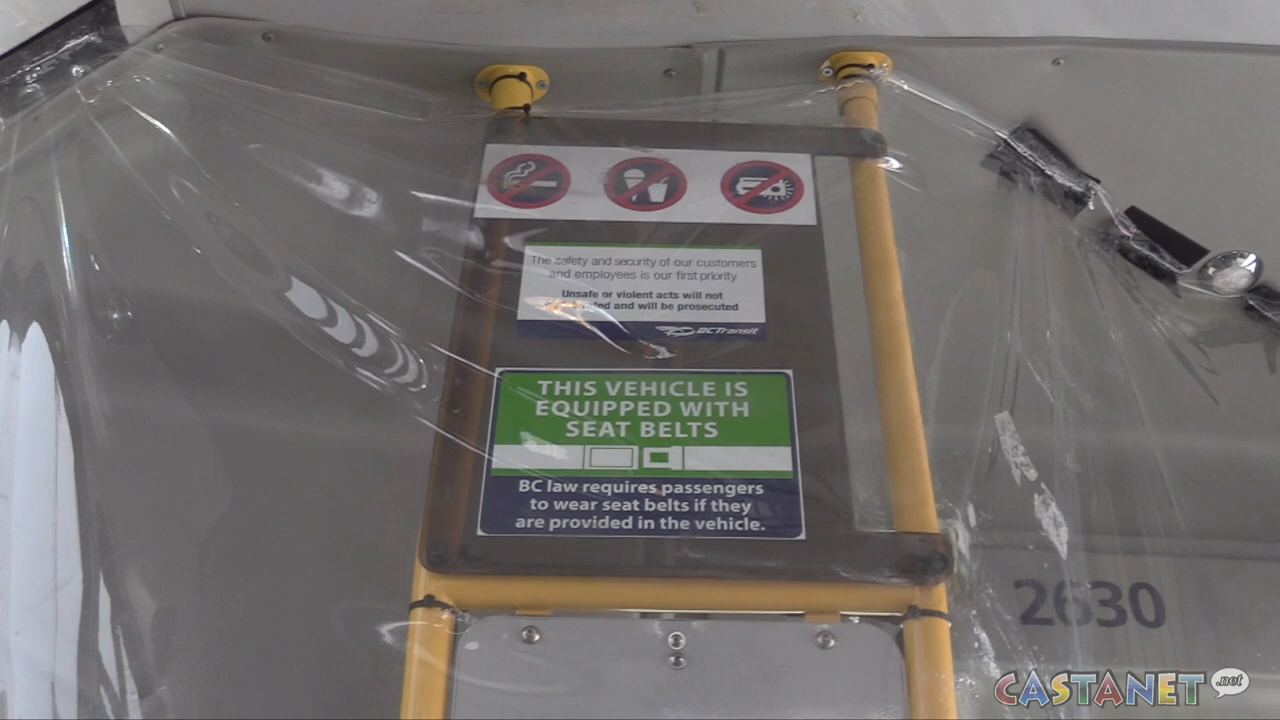 The safety and security of our customers
and employees is our first priority
Unsafe or violent acts will not
and will be prosecuted
BC Transit
THIS VEHICLE IS
EQUIPPED WITH
SEAT BELTS
BC law requires passengers
to wear seat belts if they
are provided in the vehicle.
2630
CASTANET .net